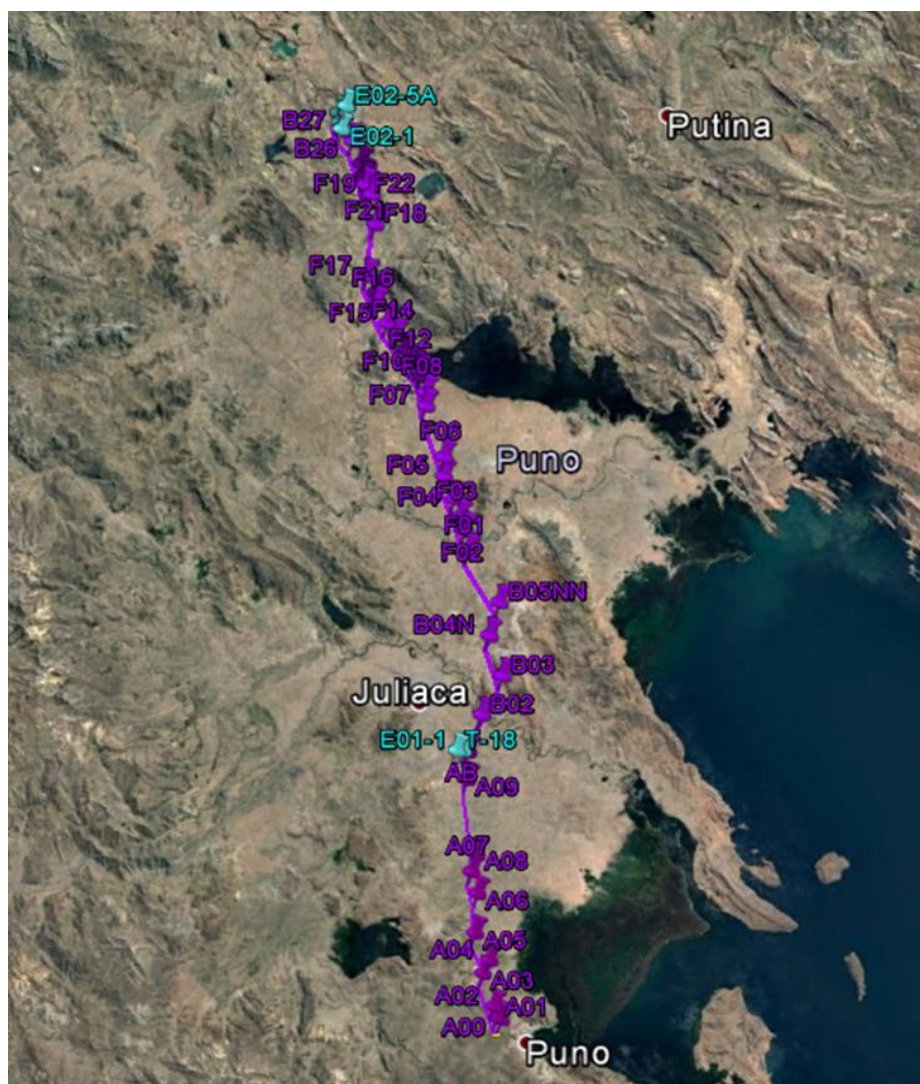 E02-5A
B27
Putina
E02-1
B26
F19 F22
F21 F18
F17
F16
F15 F14
F12
F10
F08
F07
F06
Puno
F05
F03
F04
F01
F02
B05NN
B04N
B03
Juliaca
B02
E01-1 T-18
AB
A09
A07
A08
A06
A05
A04
A03
A02
A01
A00
Puno